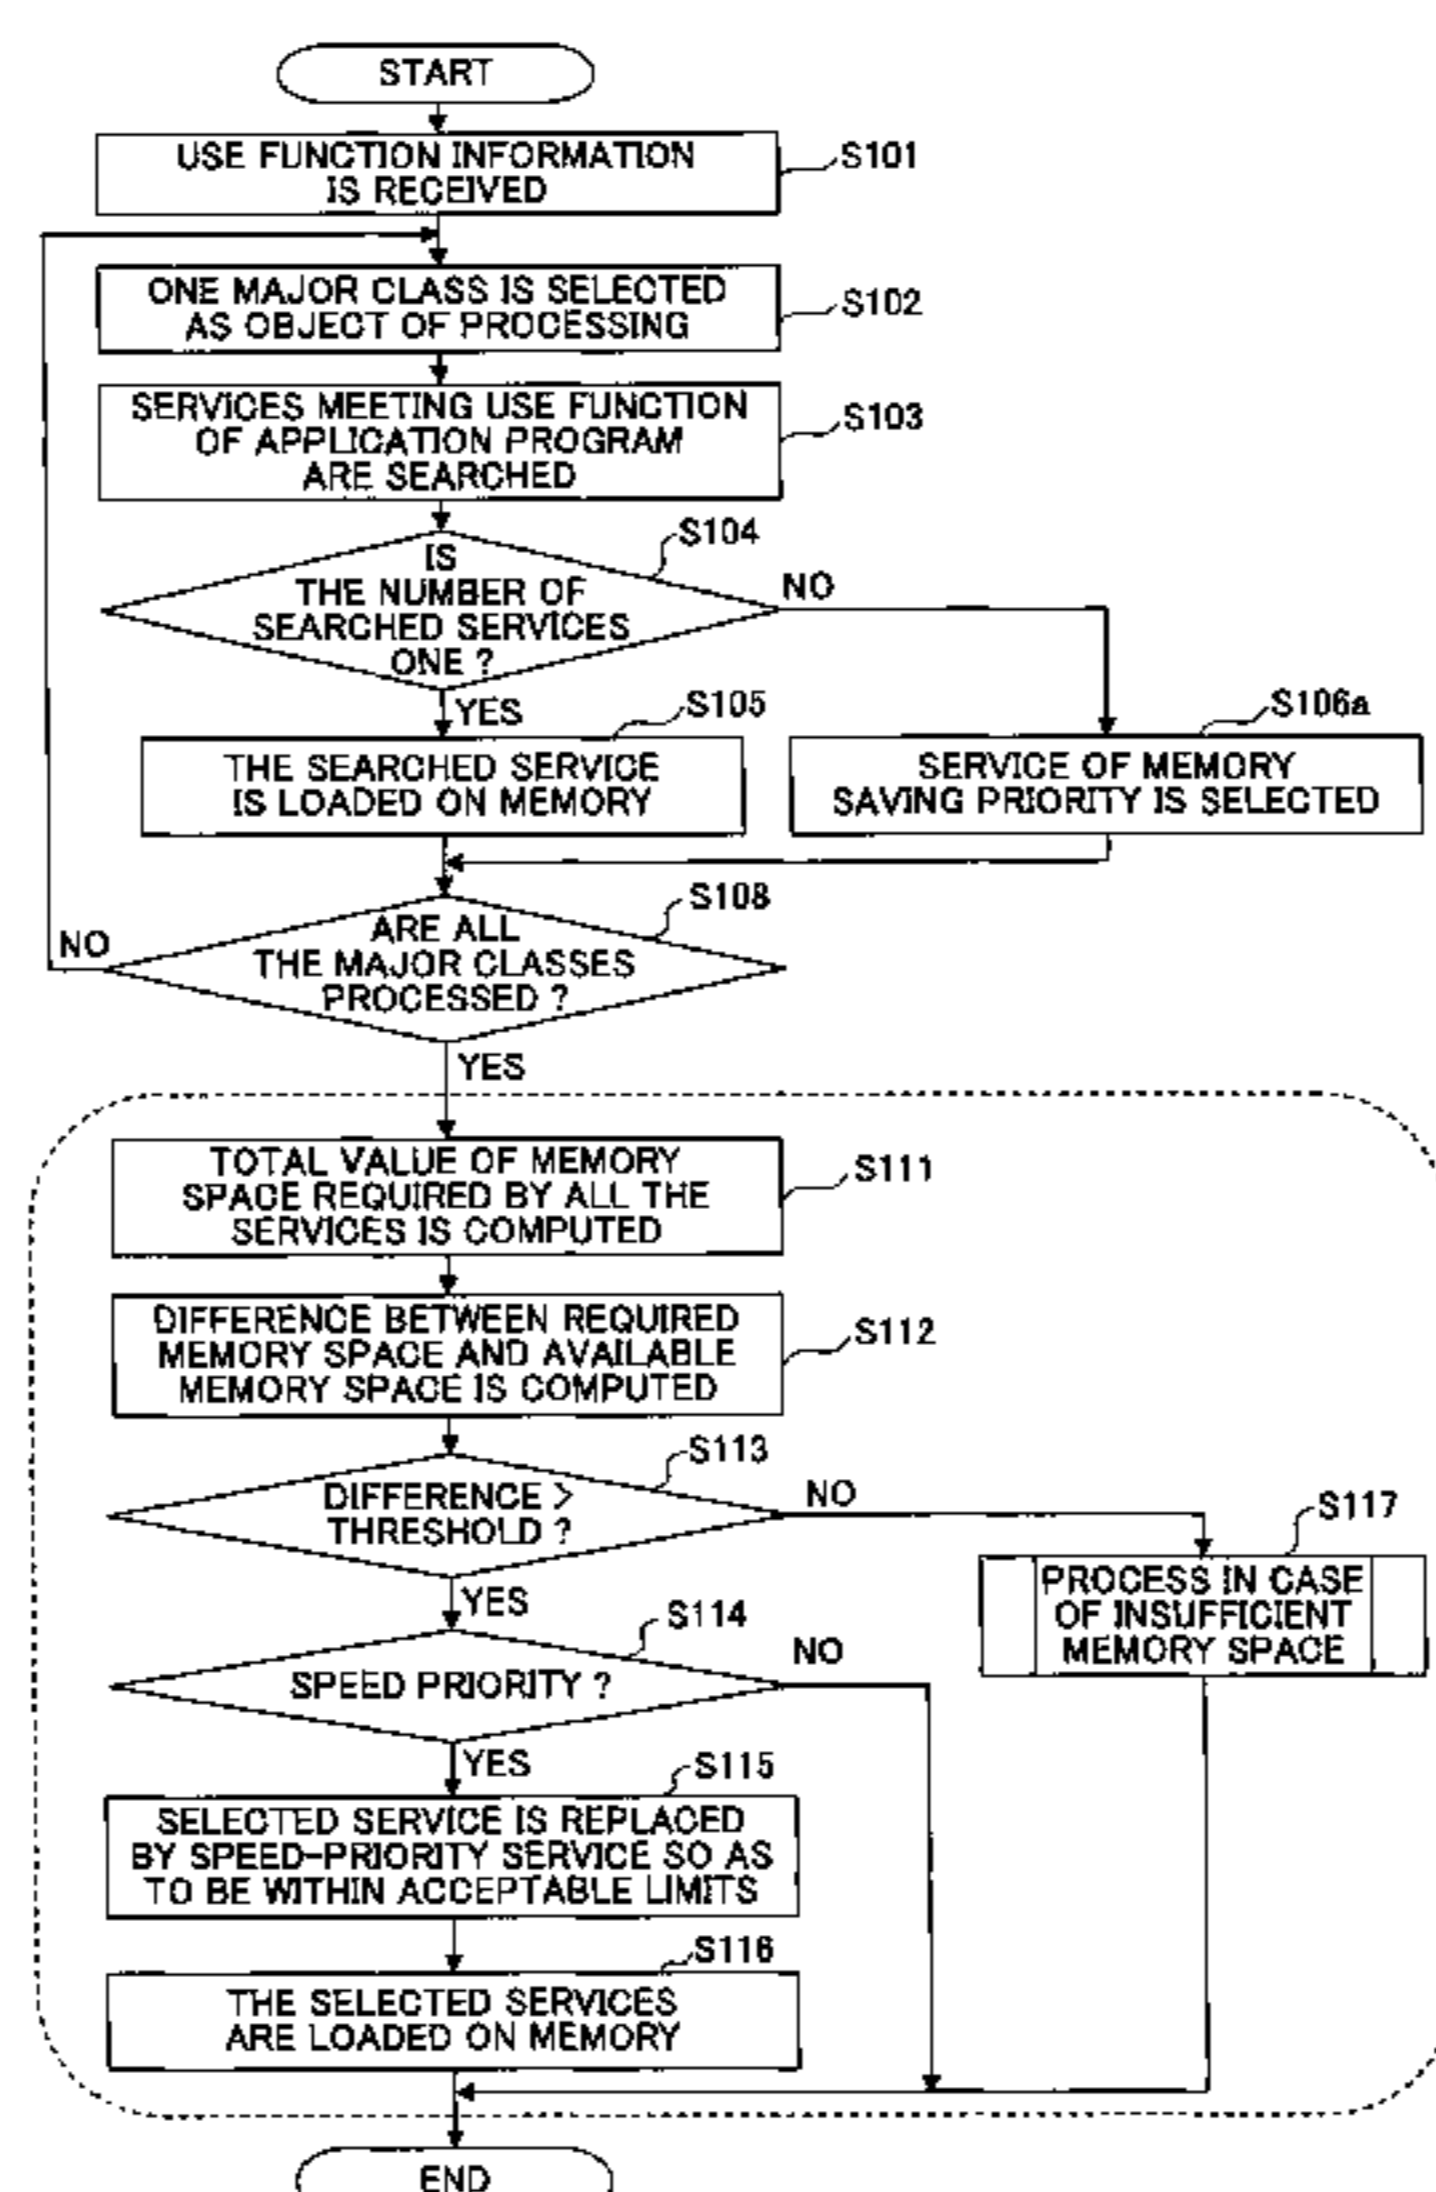 START
USE FUNCTION INFORMATION
IS RECEIVED
S101
ONE MAJOR CLASS IS SELECTED
AS OBJECT OF PROCESSING
S102
SERVICES MEETING USE FUNCTION
OF APPLICATION PROGRAM
ARE SEARCHED
S103
S104
IS
THE NUMBER OF
SEARCHED SERVICES
ONE ?
NO
YES
S105
THE SEARCHED SERVICE
IS LOADED ON MEMORY
S106a
SERVICE OF MEMORY
SAVING PRIORITY IS SELECTED
S108
ARE ALL
THE MAJOR CLASSES
PROCESSED ?
NO
YES
TOTAL VALUE OF MEMORY
SPACE REQUIRED BY ALL THE
SERVICES IS COMPUTED
S111
DIFFERENCE BETWEEN REQUIRED
MEMORY SPACE AND AVAILABLE
MEMORY SPACE IS COMPUTED
S112
S113
DIFFERENCE >
THRESHOLD ?
NO
YES
S117
PROCESS IN CASE
OF INSUFFICIENT
MEMORY SPACE
S114
SPEED PRIORITY ?
NO
YES
S115
SELECTED SERVICE IS REPLACED
BY SPEED-PRIORITY SERVICE SO AS
TO BE WITHIN ACCEPTABLE LIMITS
S116
THE SELECTED SERVICES
ARE LOADED ON MEMORY
END